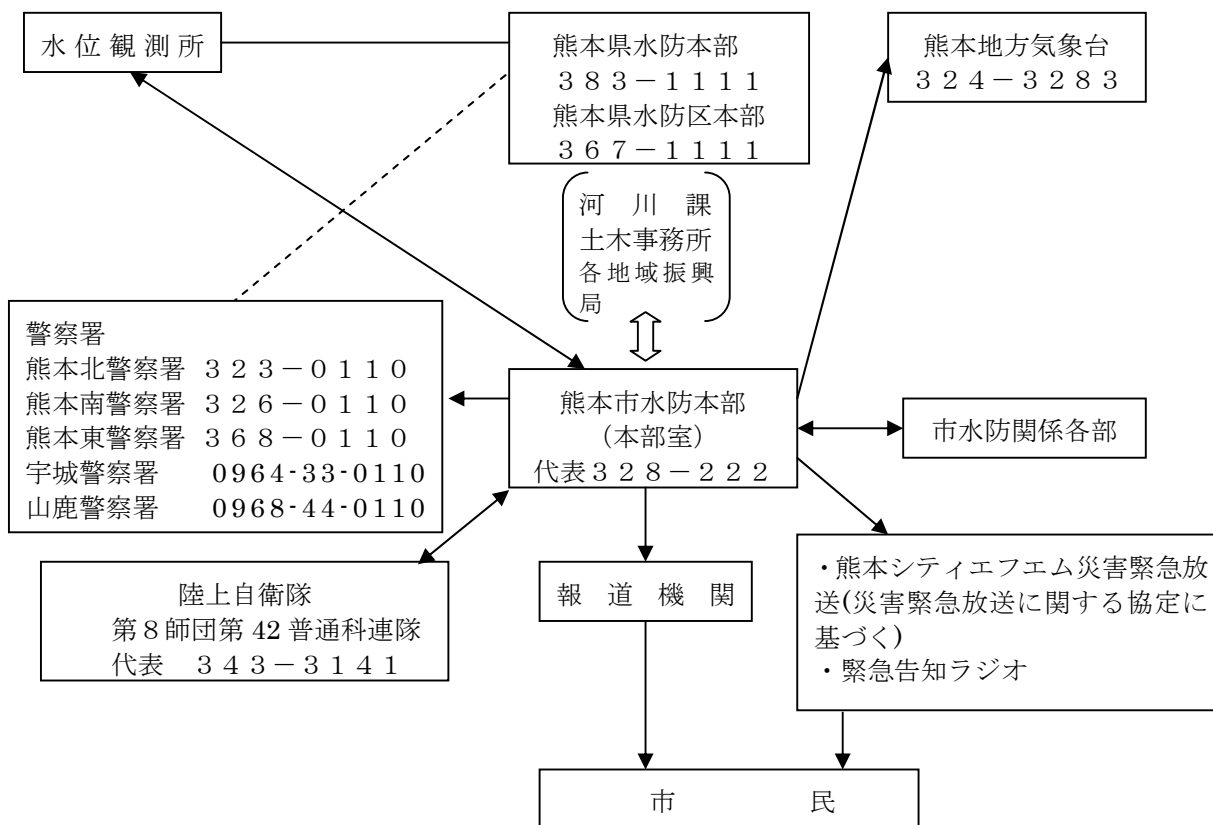 水 位 観 測 所
熊本県水防本部
３８３－１１１１
熊本県水防区本部
３６７－１１１１
熊本地方気象台
３２４－３２８３
河　川　課
土木事務所
各地域振興
局
警察署
熊本北警察署 ３２３－０１１０
熊本南警察署 ３２６－０１１０
熊本東警察署 ３６８－０１１０
宇城警察署　0964-33-0110
山鹿警察署　0968-44-0110
熊本市水防本部
（本部室）
代表３２８－２２２
市水防関係各部
陸上自衛隊
第８師団第 42 普通科連隊
代表　３４３－３１４１
報　道　機　関
・熊本シティエフエム災害緊急放
送(災害緊急放送に関する協定に
基づく)
・緊急告知ラジオ
市　　　　民